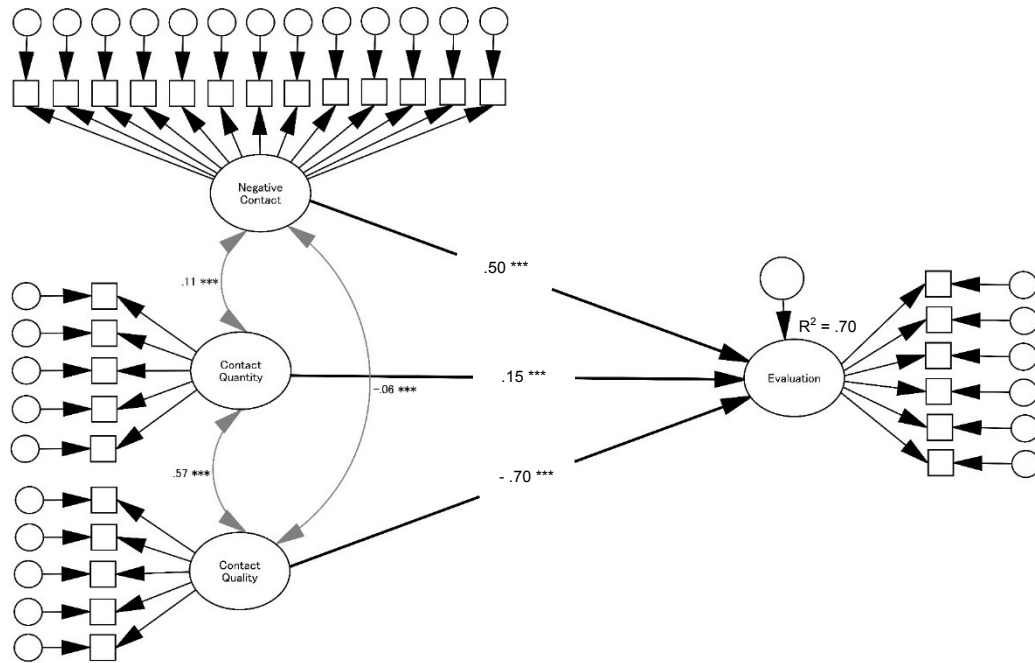 Negative
Contact
.50 ***
.11 ***
R² = .70
Contact
Quantity
-.06 ***
.15 ***
Evaluation
.57 ***
- .70 ***
Contact
Quality